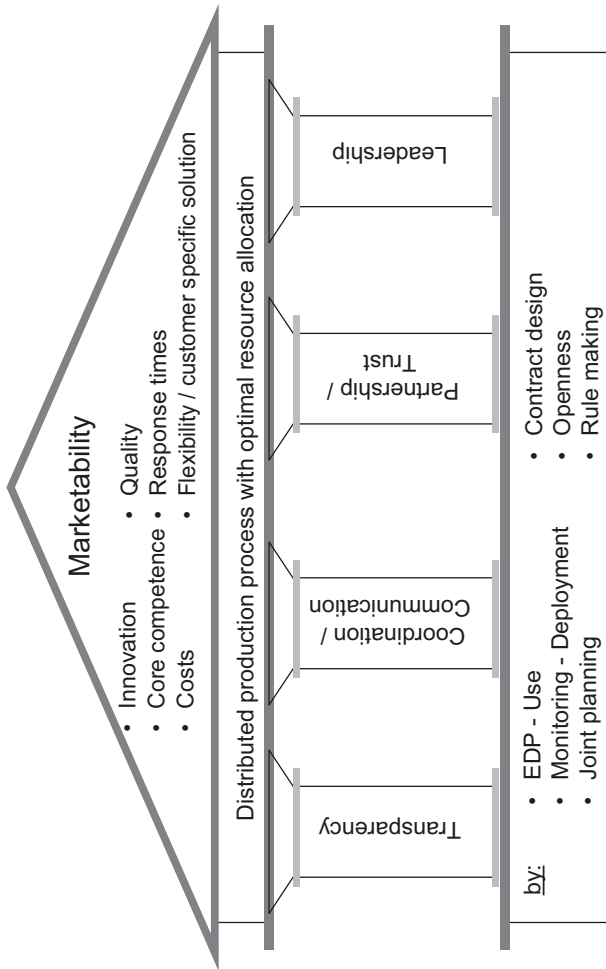 Marketability
• Innovation
• Core competence
• Costs
• Quality
• Response times
• Flexibility / customer specific solution
Distributed production process with optimal resource allocation
Transparency
Coordination /
Communication
Partnership /
Trust
Leadership
by:
• EDP - Use
• Monitoring - Deployment
• Joint planning
• Contract design
• Openness
• Rule making